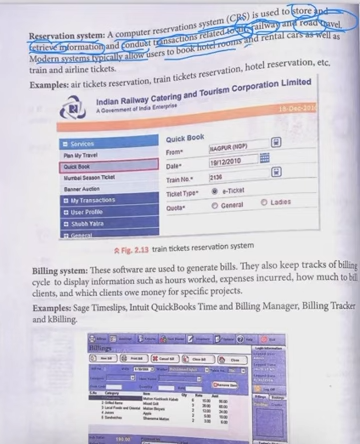 Reservation system: A computer reservations system (CRS) is used to store and
retrieve information and conduct transactions related to air railway and road travel
Modern systems typically allow users to book hotel rooms and rental cars as well as
train and airline tickets.
Examples: air tickets reservation, train tickets reservation, hotel reservation, etc.
Indian Railway Catering and Tourism Corporation Limited
A Government of India Enterprise
Services
Plan My Travel
Quick Book
Mumbai Season Ticket
Banner Auction
My Transactions
User Profile
Shubh Yatra
General
Quick Book
From* NAGPUR (NGP)
Date* 19/12/2010
Train No.* 2136
Ticket Type* e-Ticket
Quota* General Ladies
Fig. 2.13 train tickets reservation system
Billing system: These software are used to generate bills. They also keep tracks of billing
cycle to display information such as hours worked, expenses incurred, how much to bill
clients, and which clients owe money for specific projects.
Examples: Sage Timeslips, Intuit QuickBooks Time and Billing Manager, Billing Tracker
and kBilling.
Billings